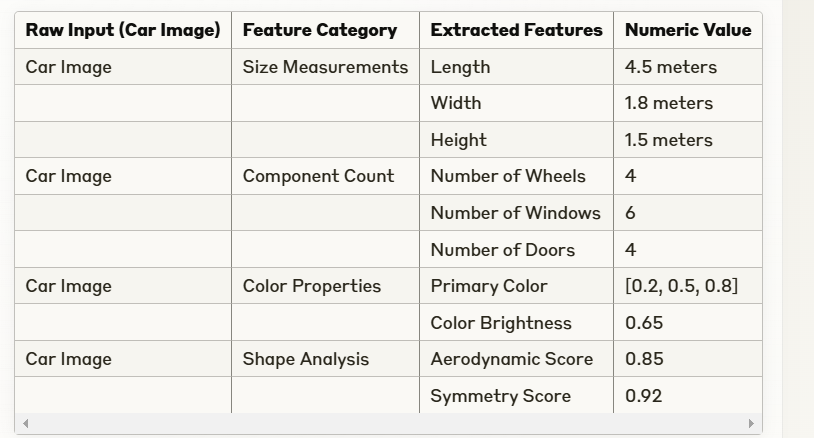 Raw Input (Car Image) Feature Category Extracted Features Numeric Value
Car Image Size Measurements Length 4.5 meters
Width 1.8 meters
Height 1.5 meters
Car Image Component Count Number of Wheels 4
Number of Windows 6
Number of Doors 4
Car Image Color Properties Primary Color [0.2, 0.5, 0.8]
Color Brightness 0.65
Car Image Shape Analysis Aerodynamic Score 0.85
Symmetry Score 0.92